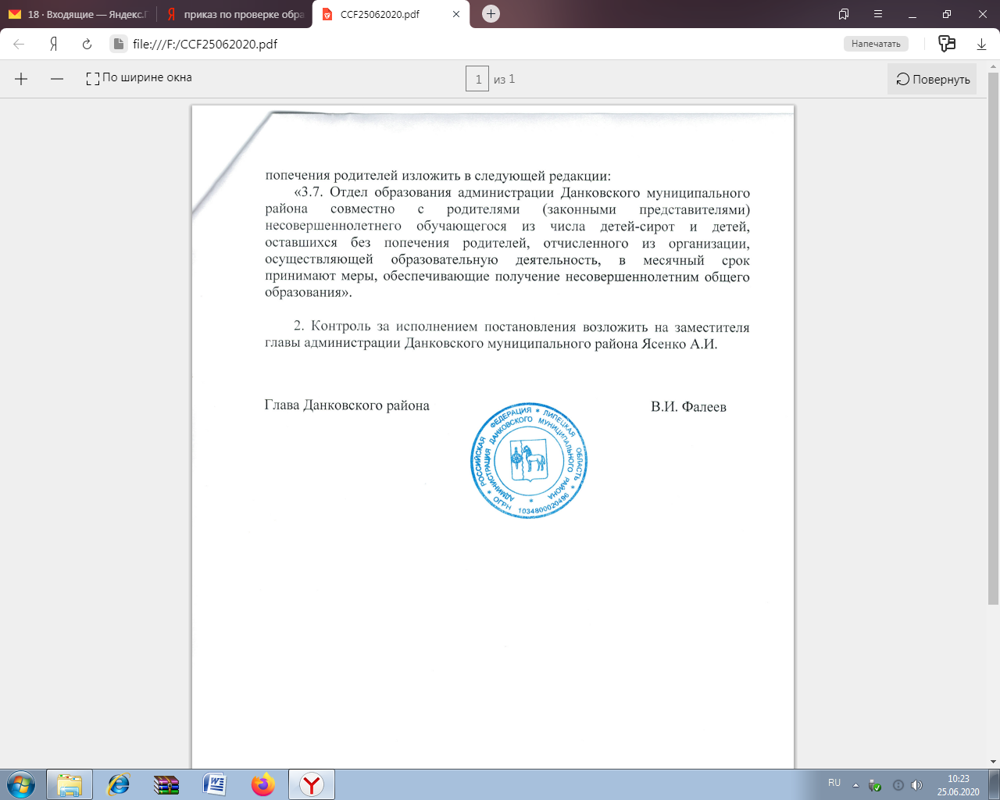 18 · Входящие — Яндекс.П
приказ по проверке обра
CCF25062020.pdf
file:///F:/CCF25062020.pdf
Напечатать
По ширине окна
1 из 1
Повернуть
попечения родителей изложить в следующей редакции:
«3.7. Отдел образования администрации Данковского муниципального
района совместно с родителями (законными представителями)
несовершеннолетнего обучающегося из числа детей-сирот и детей,
оставшихся без попечения родителей, отчисленного из организации,
осуществляющей образовательную деятельность, в месячный срок
принимают меры, обеспечивающие получение несовершеннолетним общего
образования».
2. Контроль за исполнением постановления возложить на заместителя
главы администрации Данковского муниципального района Ясенко А.И.
Глава Данковского района
В.И. Фалеев
РОССИЙСКАЯ ФЕДЕРАЦИЯ * ЛИПЕЦКАЯ ОБЛАСТЬ *
* ОГРН 1034800020496
АДМИНИСТРАЦИЯ ДАНКОВСКОГО МУНИЦИПАЛЬНОГО РАЙОНА *
RU
10:23
25.06.2020